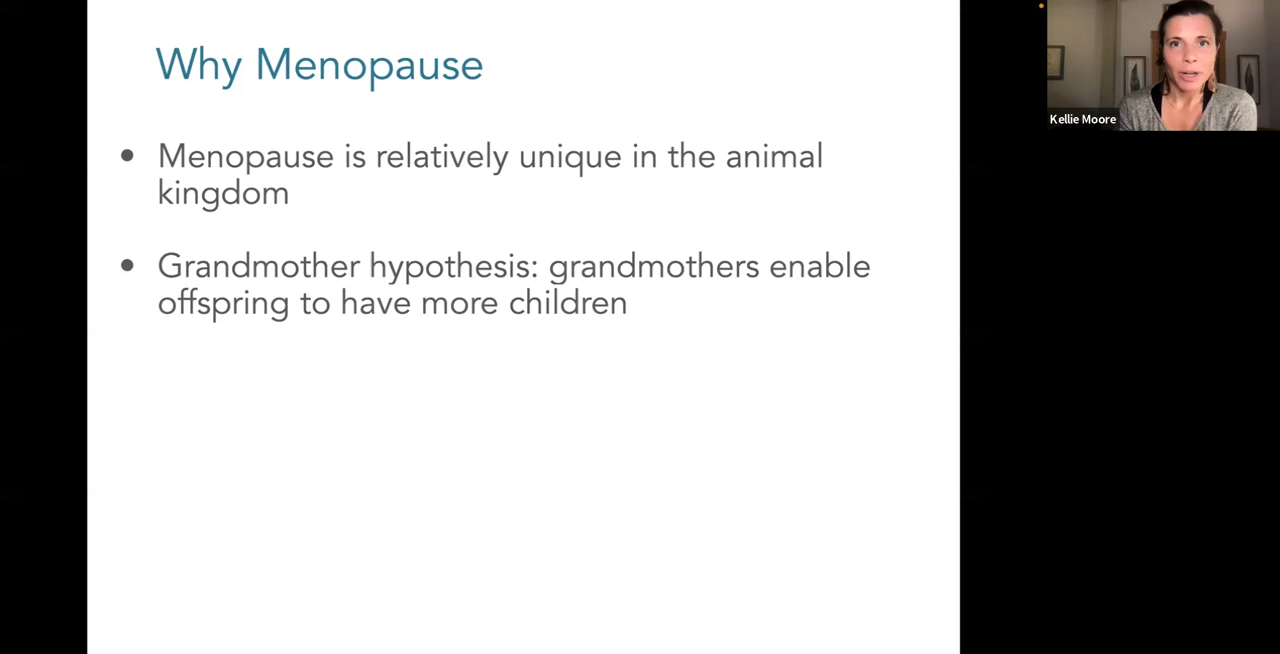 Why Menopause
• Menopause is relatively unique in the animal
kingdom
• Grandmother hypothesis: grandmothers enable
offspring to have more children
Kellie Moore